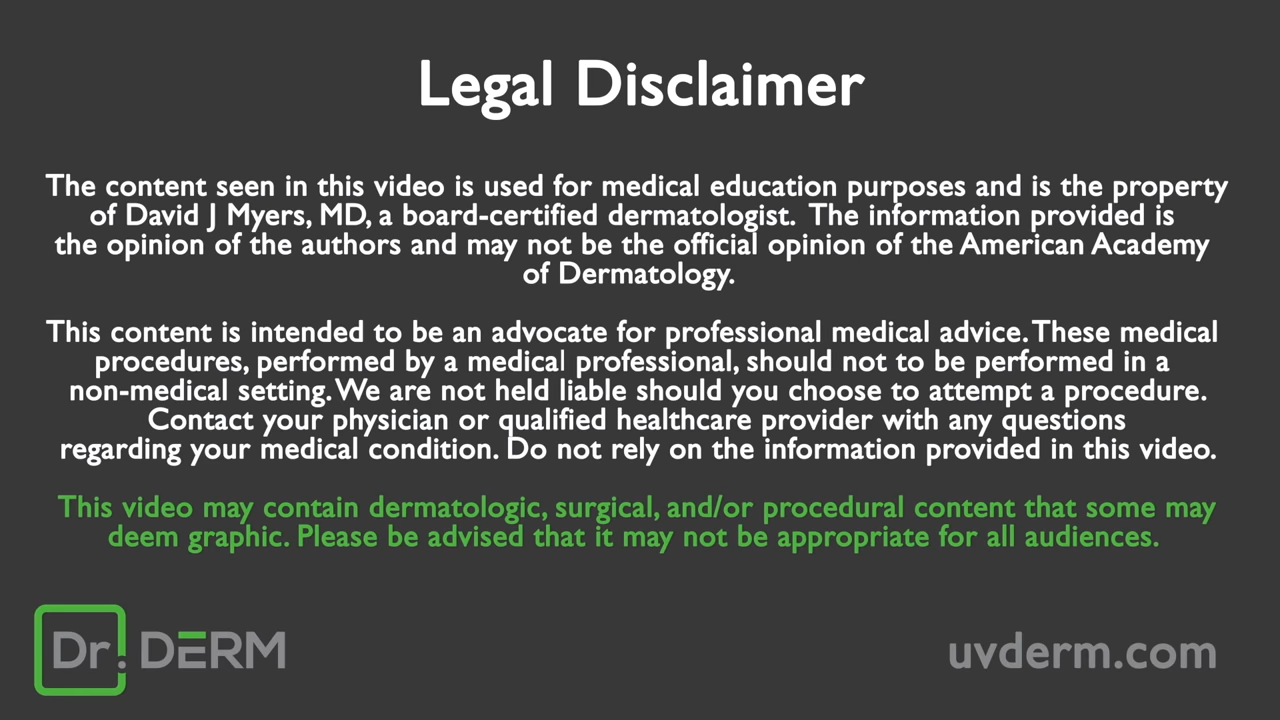 Legal Disclaimer
The content seen in this video is used for medical education purposes and is the property
of David J Myers, MD, a board-certified dermatologist. The information provided is
the opinion of the authors and may not be the official opinion of the American Academy
of Dermatology.
This content is intended to be an advocate for professional medical advice. These medical
procedures, performed by a medical professional, should not to be performed in a
non-medical setting. We are not held liable should you choose to attempt a procedure.
Contact your physician or qualified healthcare provider with any questions
regarding your medical condition. Do not rely on the information provided in this video.
This video may contain dermatologic, surgical, and/or procedural content that some may
deem graphic. Please be advised that it may not be appropriate for all audiences.
Dr. DERM
uvderm.com